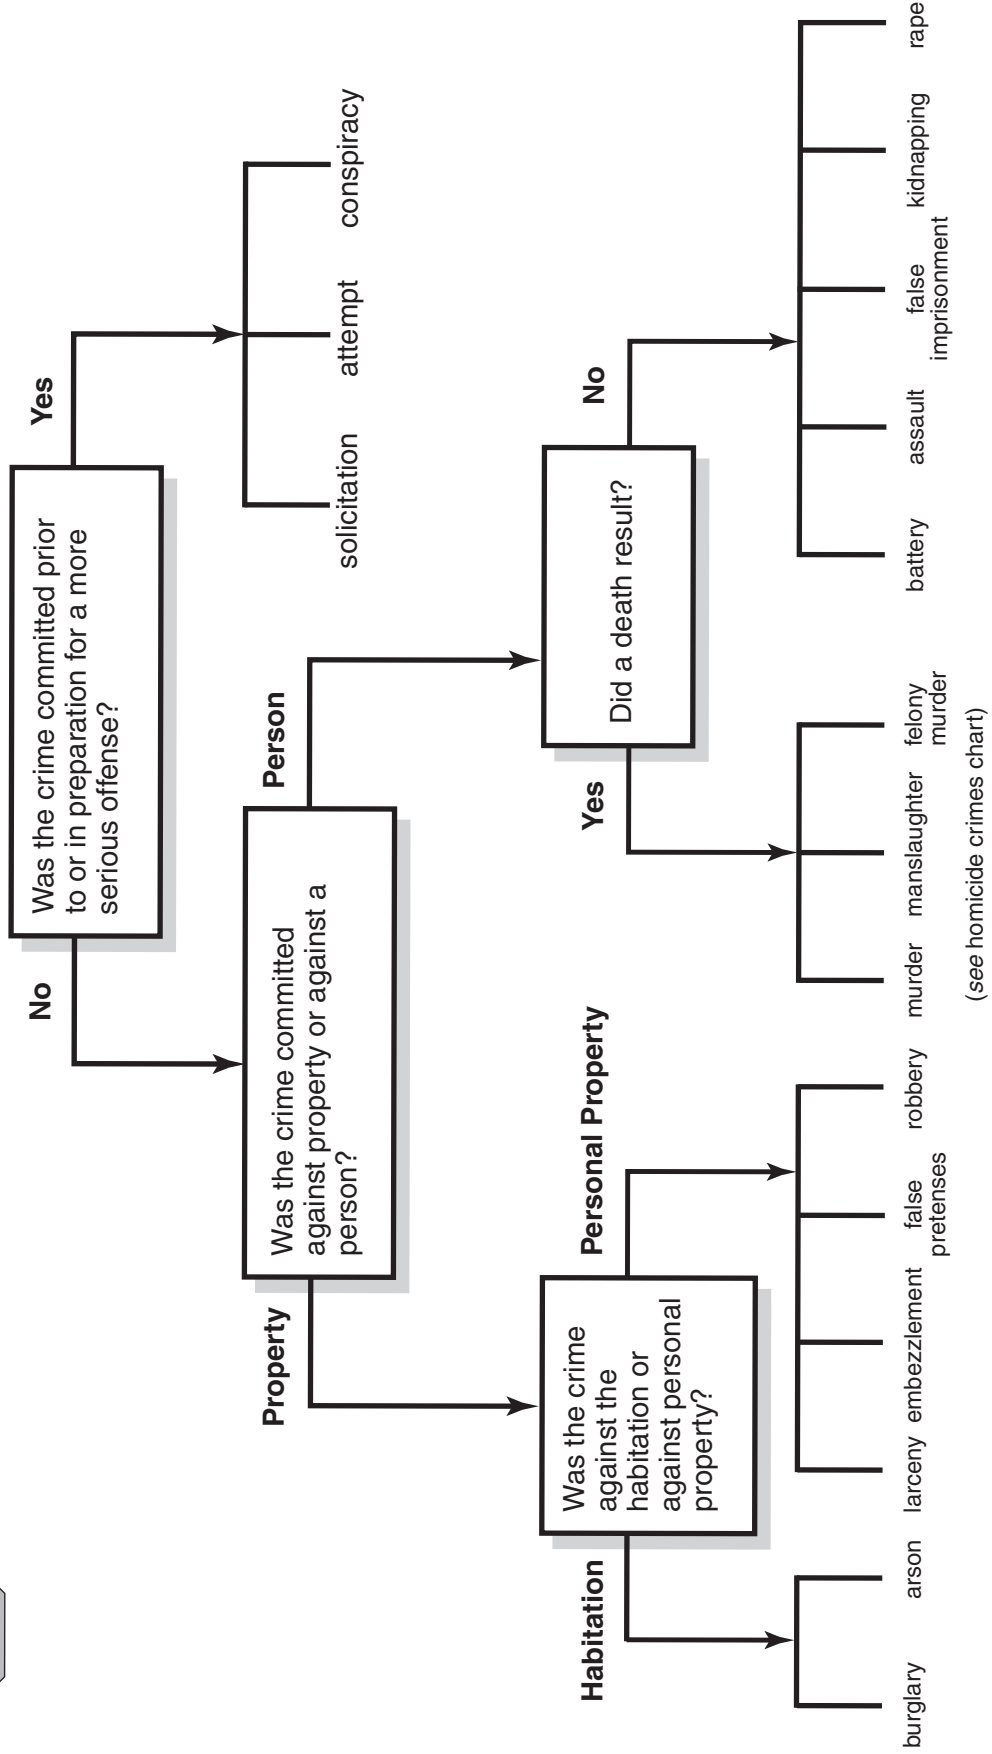 Was the crime committed prior
to or in preparation for a more
serious offense?
No
Yes
solicitation
attempt
conspiracy
Was the crime committed
against property or against a
person?
Property
Person
Was the crime
against the
habitation or
against personal
property?
Habitation
Personal Property
Did a death result?
Yes
No
burglary
arson
larceny
embezzlement
false
pretenses
robbery
murder
manslaughter
felony
murder
(see homicide crimes chart)
battery
assault
false
imprisonment
kidnapping
rape